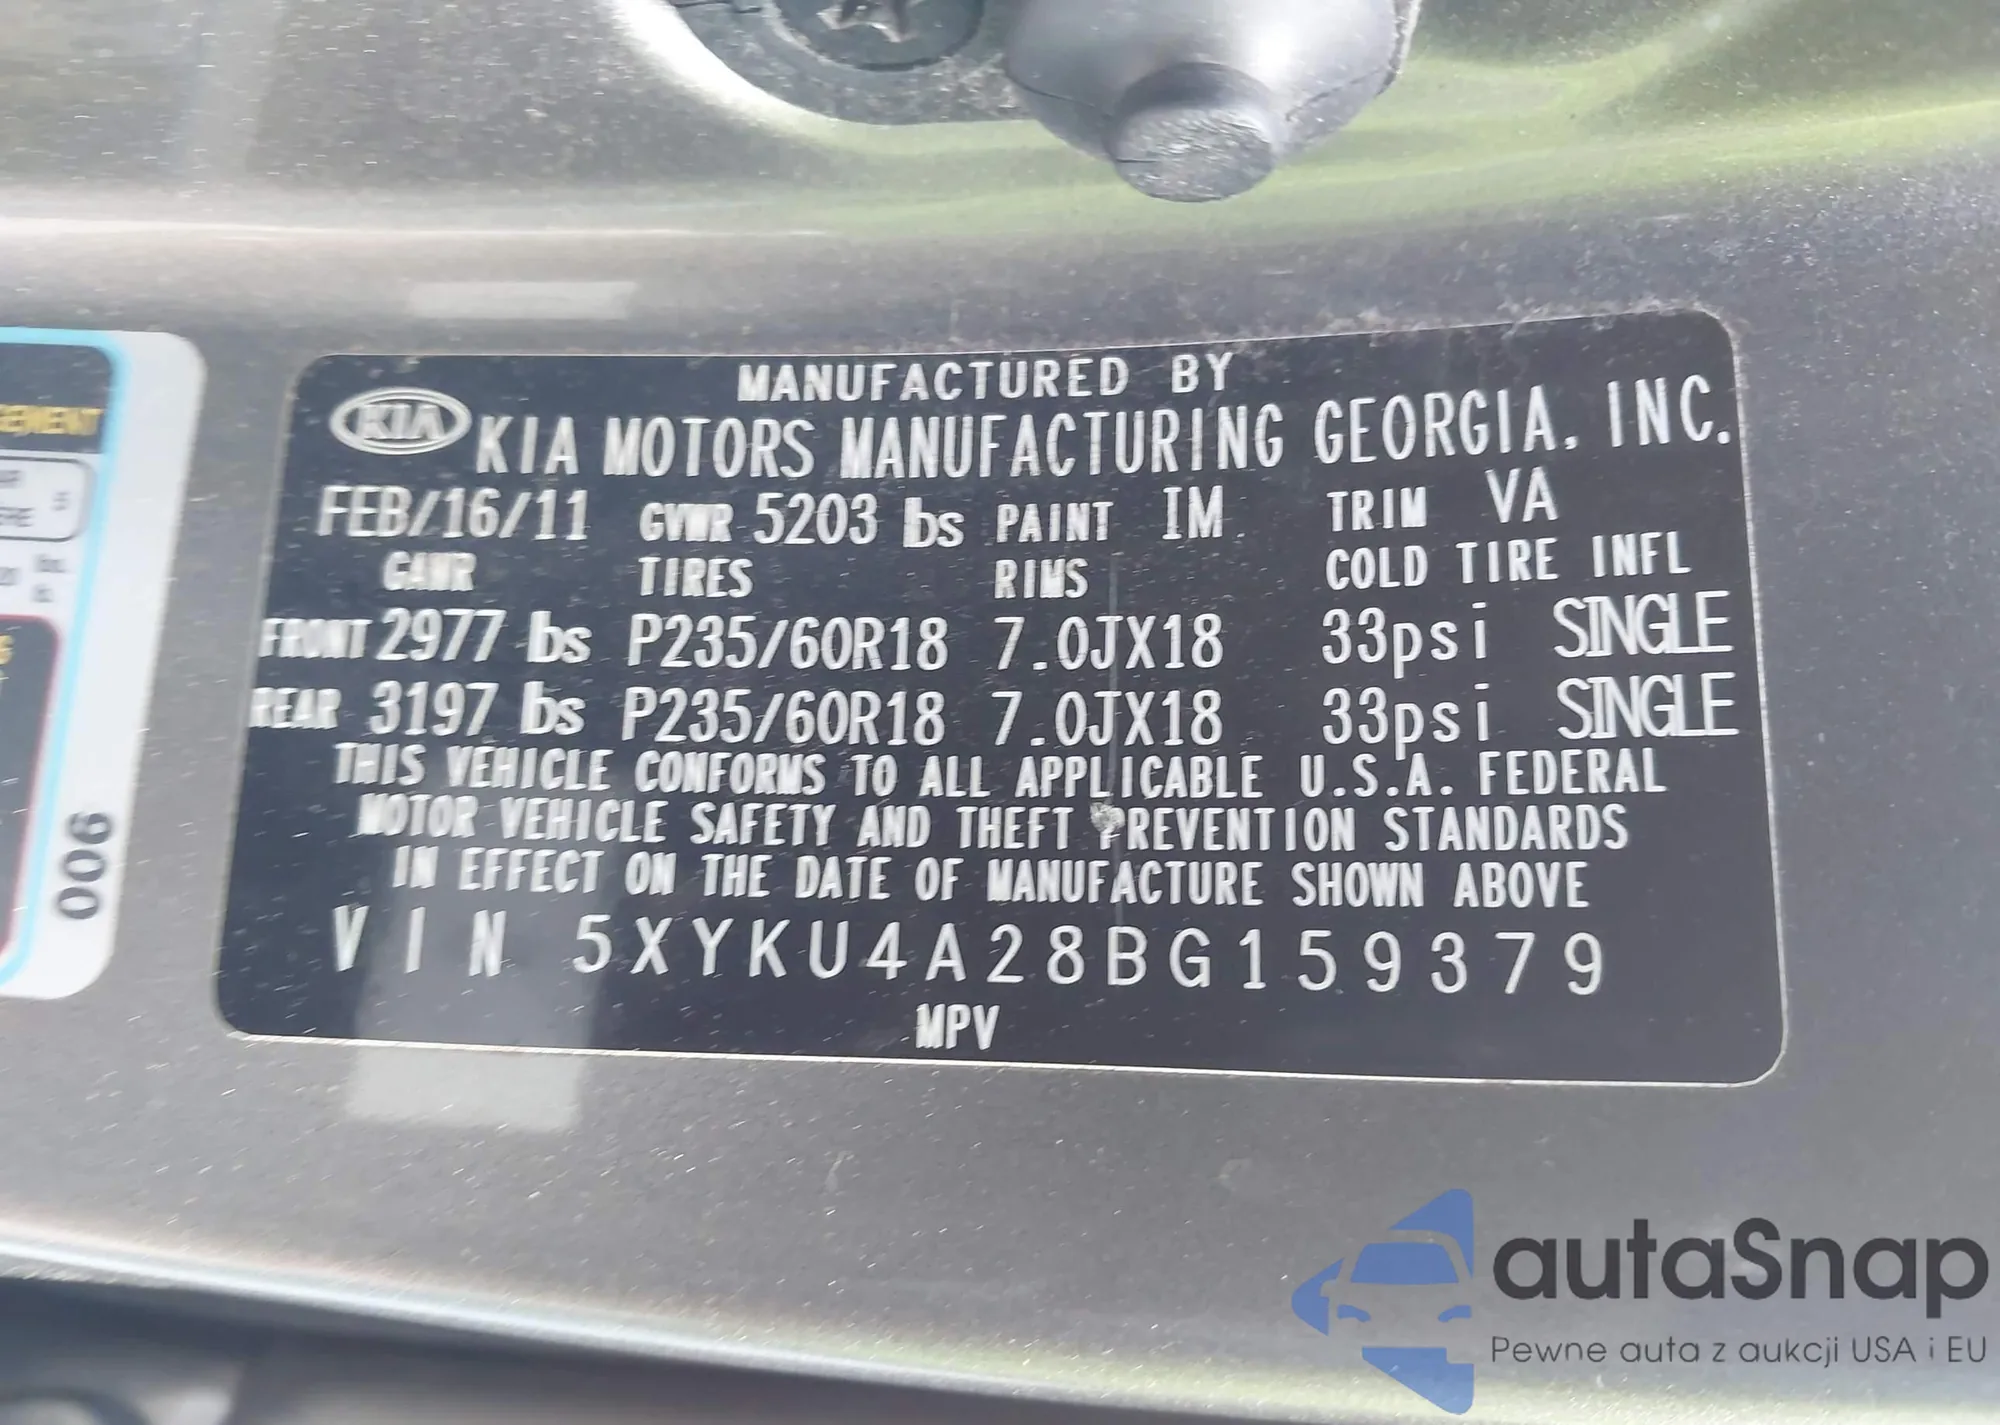 MANUFACTURED BY
KIA KIA MOTORS MANUFACTURING GEORGIA, INC.
FEB/16/11 GVWR 5203 lbs PAINT IM TRIM VA
GAWR TIRES RIMS COLD TIRE INFL
FRONT 2977 lbs P235/60R18 7.0JX18 33psi SINGLE
REAR 3197 lbs P235/60R18 7.0JX18 33psi SINGLE
THIS VEHICLE CONFORMS TO ALL APPLICABLE U.S.A. FEDERAL
MOTOR VEHICLE SAFETY AND THEFT PREVENTION STANDARDS
IN EFFECT ON THE DATE OF MANUFACTURE SHOWN ABOVE
VIN 5XYKU4A28BG159379
MPV
006
autaSnap
Pewne auta z aukcji USA i EU